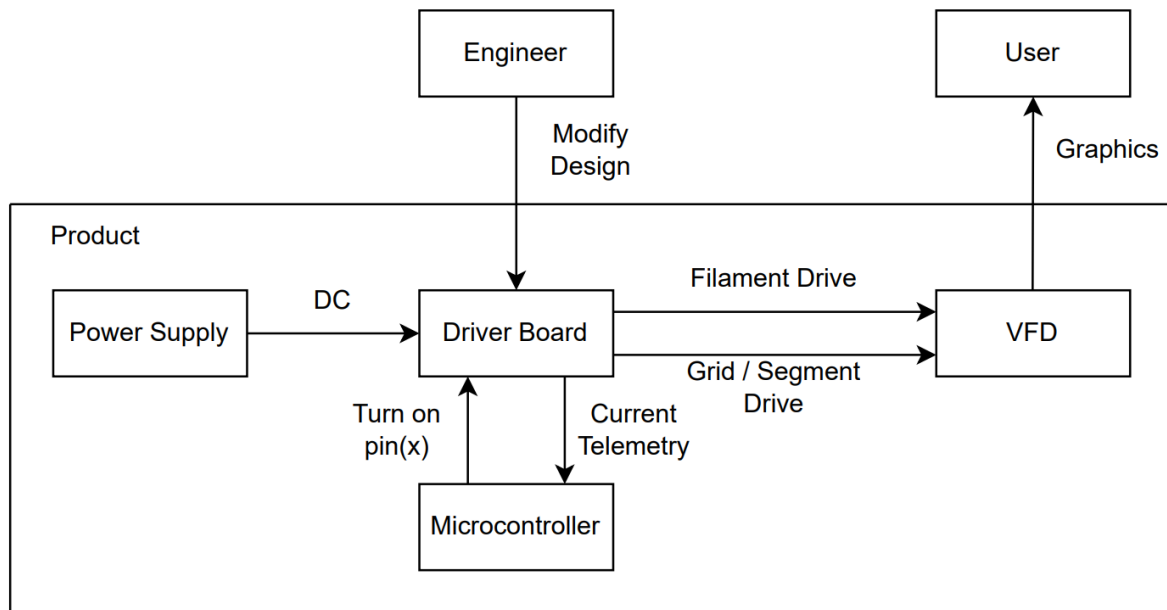 Engineer
User
Modify
Design
Graphics
Product
DC
Filament Drive
Power Supply
Driver Board
VFD
Grid / Segment
Drive
Turn on
pin(x)
Current
Telemetry
Microcontroller